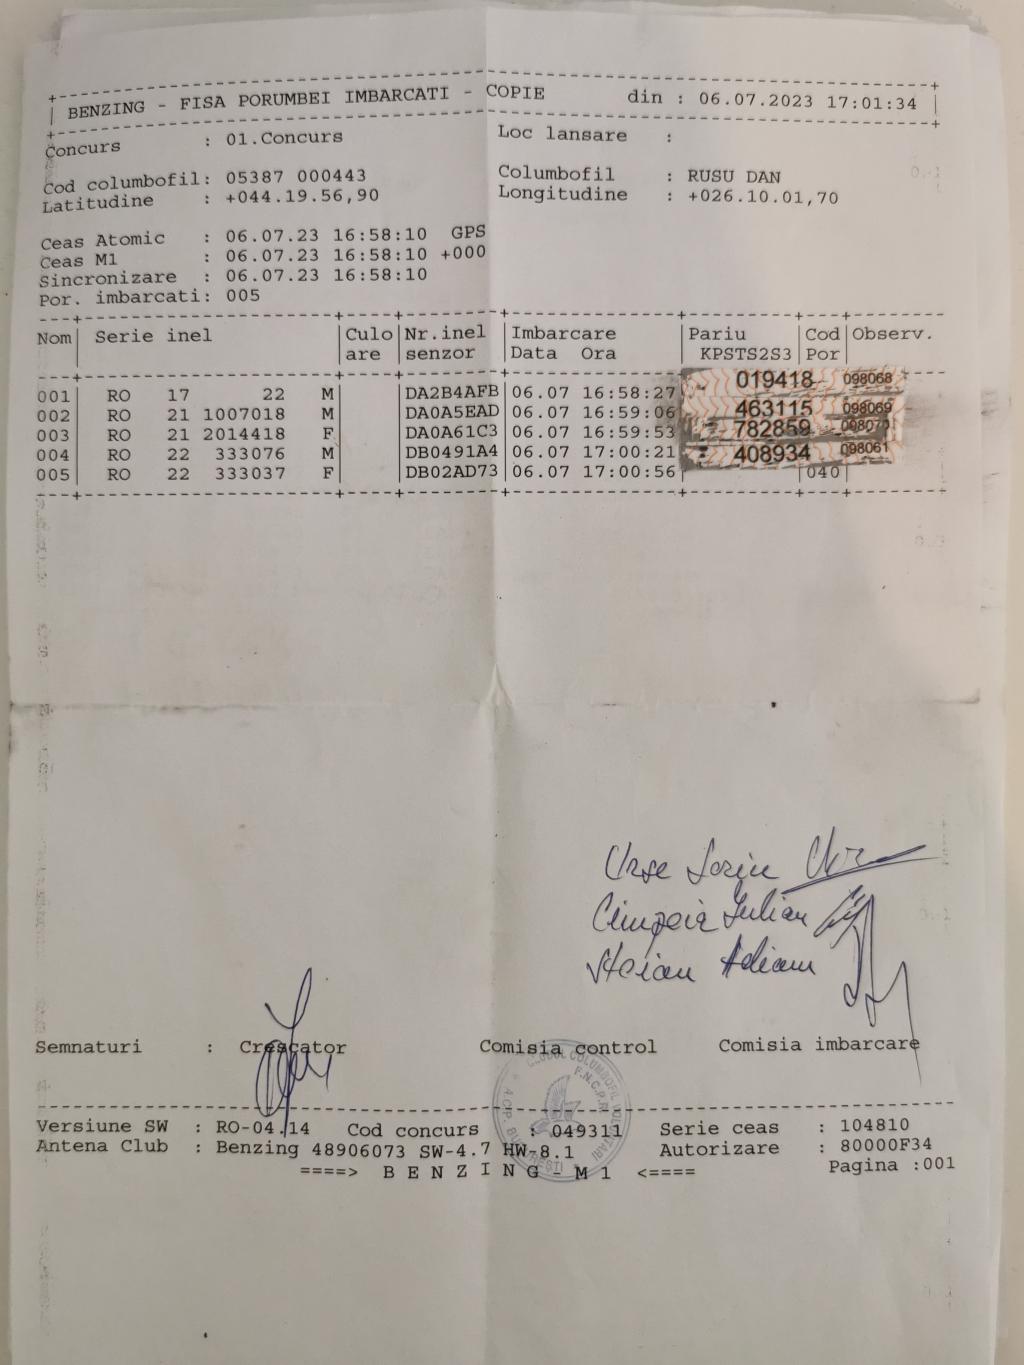 BENZING - FISA PORUMBEI IMBARCATI - COPIE din : 06.07.2023 17:01:34
Concurs : 01.Concurs Loc lansare :
Cod columbofil: 05387 000443 Columbofil : RUSU DAN
Latitudine : +044.19.56,90 Longitudine : +026.10.01,70
Ceas Atomic : 06.07.23 16:58:10 GPS
Ceas M1 : 06.07.23 16:58:10 +000
Sincronizare : 06.07.23 16:58:10
Por. imbarcati: 005
Nom| Serie inel |Culo|Nr.inel |Imbarcare |Pariu |Cod|Observ.
are |senzor |Data Ora | KPSTS2S3 |Por|
001| RO 17 22 M| |DA2B4AFB|06.07 16:58:27 019418 098068
002| RO 21 1007018 M| |DA0A5EAD|06.07 16:59:06 463115 098069
003| RO 21 2014418 F| |DA0A61C3|06.07 16:59:53 782859 098070
004| RO 22 333076 M| |DB0491A4|06.07 17:00:21 408934 098061
005| RO 22 333037 F| |DB02AD73|06.07 17:00:56| |040|
Urse Sorin
Cimpoia Iulian
Stoian Adrian
Semnaturi : Crescator Comisia control Comisia imbarcare
CLUBUL COLUMBOFIL VOLUNTARI
F.N.C.P.R.
A.C.P. BUCURESTI
Versiune SW : RO-04.14 Cod concurs : 049311 Serie ceas : 104810
Antena Club : Benzing 48906073 SW-4.7 HW-8.1 Autorizare : 80000F34
====> B E N Z I N G - M 1 <==== Pagina :001